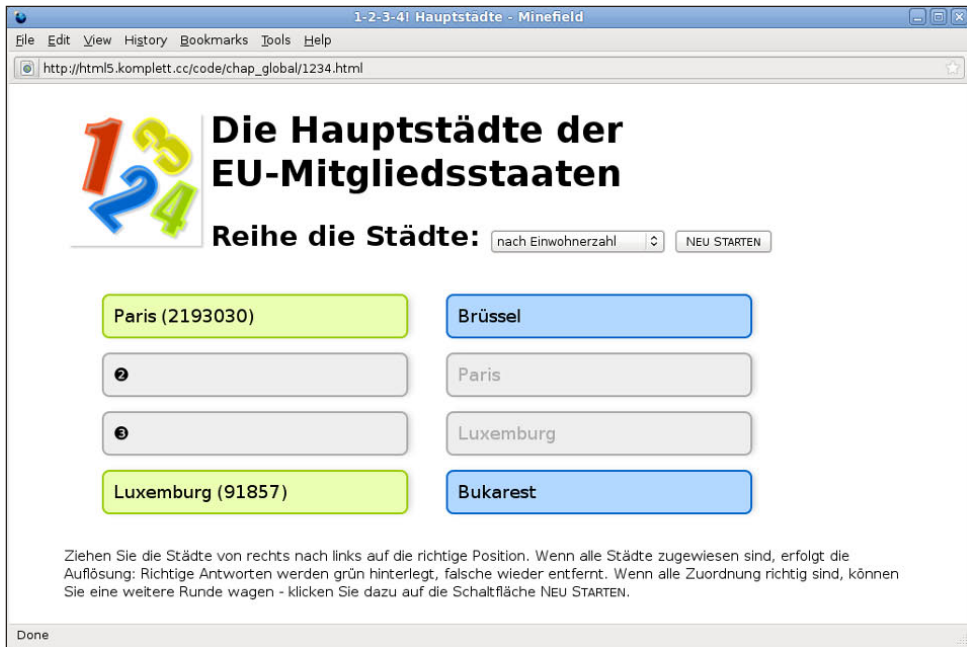 1-2-3-4! Hauptstädte - Minefield
File Edit View History Bookmarks Tools Help
http://html5.komplett.cc/code/chap_global/1234.html
1 2 3 4
Die Hauptstädte der
EU-Mitgliedsstaaten
Reihe die Städte: nach Einwohnerzahl NEU STARTEN
Paris (2193030) Brüssel
❷ Paris
❸ Luxemburg
Luxemburg (91857) Bukarest
Ziehen Sie die Städte von rechts nach links auf die richtige Position. Wenn alle Städte zugewiesen sind, erfolgt die
Auflösung: Richtige Antworten werden grün hinterlegt, falsche wieder entfernt. Wenn alle Zuordnung richtig sind, können
Sie eine weitere Runde wagen - klicken Sie dazu auf die Schaltfläche NEU STARTEN.
Done